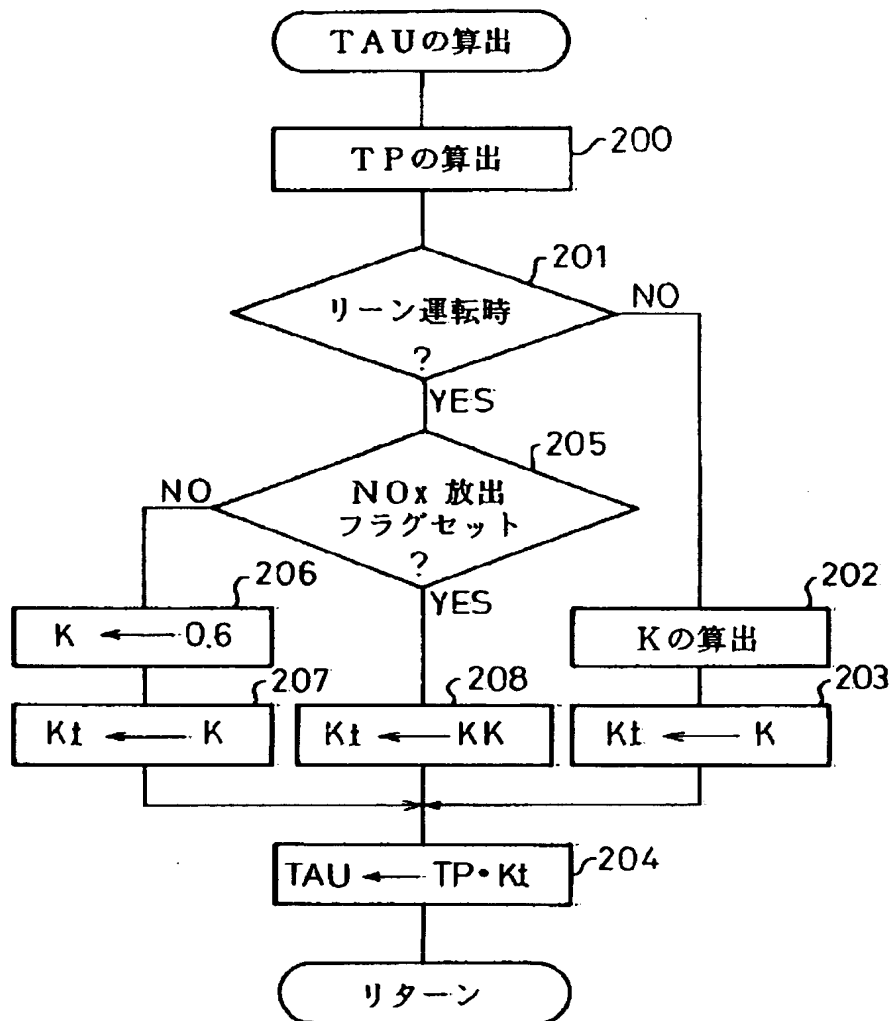 TAUの算出
TPの算出
200
201
リーン運転時
?
NO
YES
205
NOx 放出
フラグセット
?
NO
YES
206
K ← 0.6
202
Kの算出
207
Kt ← K
208
Kt ← KK
203
Kt ← K
204
TAU ← TP・Kt
リターン